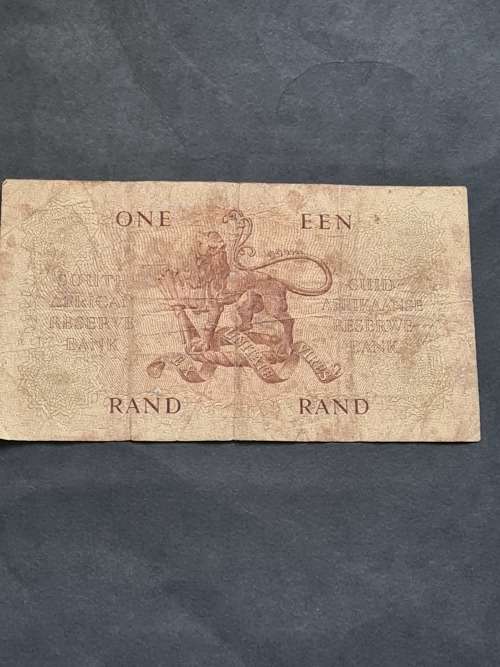 ONE EEN
SOUTH
AFRICAN
RESERVE
BANK
SUID
AFRIKAANSE
RESERWE
BANK
EX
UNITATE
VIRES
RAND RAND